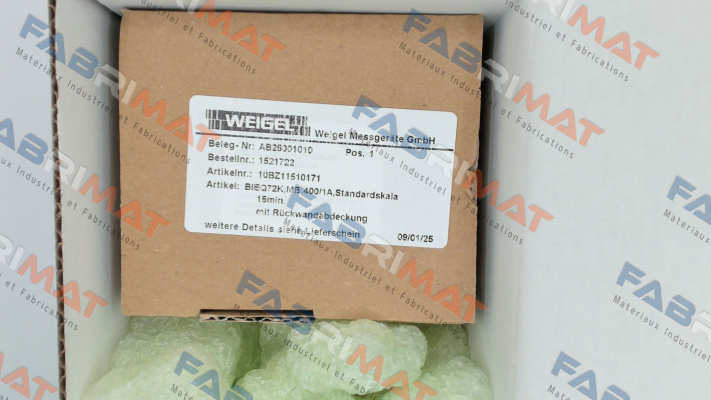 WEIGEL Weigel Messgeräte GmbH
Beleg- Nr: AB25001010 Pos. 1
Bestellnr.: 1521722
Artikelnr.: 10BZ11510171
Artikel: BIEQ72K,MB 400/1A,Standardskala
15min.
mit Rückwandabdeckung
weitere Details siehe Lieferschein 09/01/25
FABRIMAT
Materiaux Industriel et Fabrications